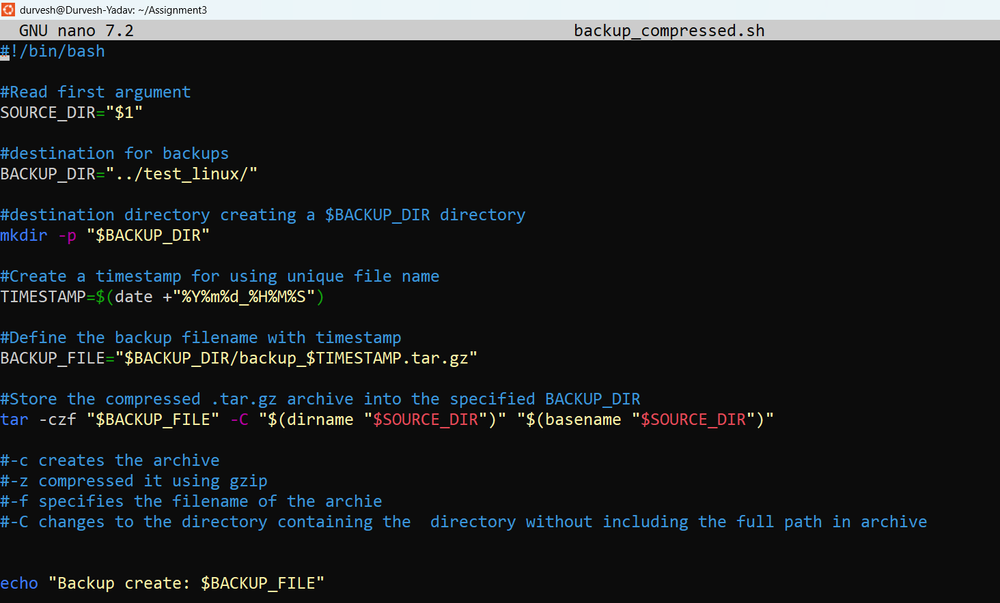 durvesh@Durvesh-Yadav: ~/Assignment3
GNU nano 7.2 backup_compressed.sh
#!/bin/bash
#Read first argument
SOURCE_DIR="$1"
#destination for backups
BACKUP_DIR="../test_linux/"
#destination directory creating a $BACKUP_DIR directory
mkdir -p "$BACKUP_DIR"
#Create a timestamp for using unique file name
TIMESTAMP=$(date +"%Y%m%d_%H%M%S")
#Define the backup filename with timestamp
BACKUP_FILE="$BACKUP_DIR/backup_$TIMESTAMP.tar.gz"
#Store the compressed .tar.gz archive into the specified BACKUP_DIR
tar -czf "$BACKUP_FILE" -C "$(dirname "$SOURCE_DIR")" "$(basename "$SOURCE_DIR")"
#-c creates the archive
#-z compressed it using gzip
#-f specifies the filename of the archie
#-C changes to the directory containing the  directory without including the full path in archive
echo "Backup create: $BACKUP_FILE"